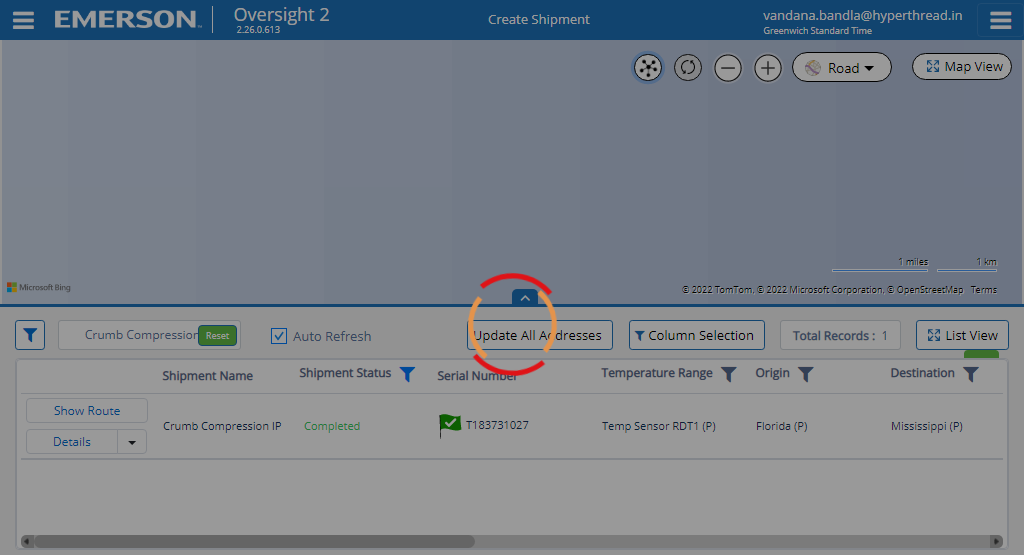 EMERSON
Oversight 2
2.26.0.613
Create Shipment
vandana.bandla@hyperthread.in
Greenwich Standard Time
Road
Map View
1 miles
1 km
Microsoft Bing
© 2022 TomTom. © 2022 Microsoft Corporation. © OpenStreetMap Terms
Crumb Compression
Reset
Auto Refresh
Update All Addresses
Column Selection
Total Records : 1
List View
Shipment Name Shipment Status Serial Number Temperature Range Origin Destination
Show Route
Details
Crumb Compression IP Completed T183731027 Temp Sensor RDT1 (P) Florida (P) Mississippi (P)